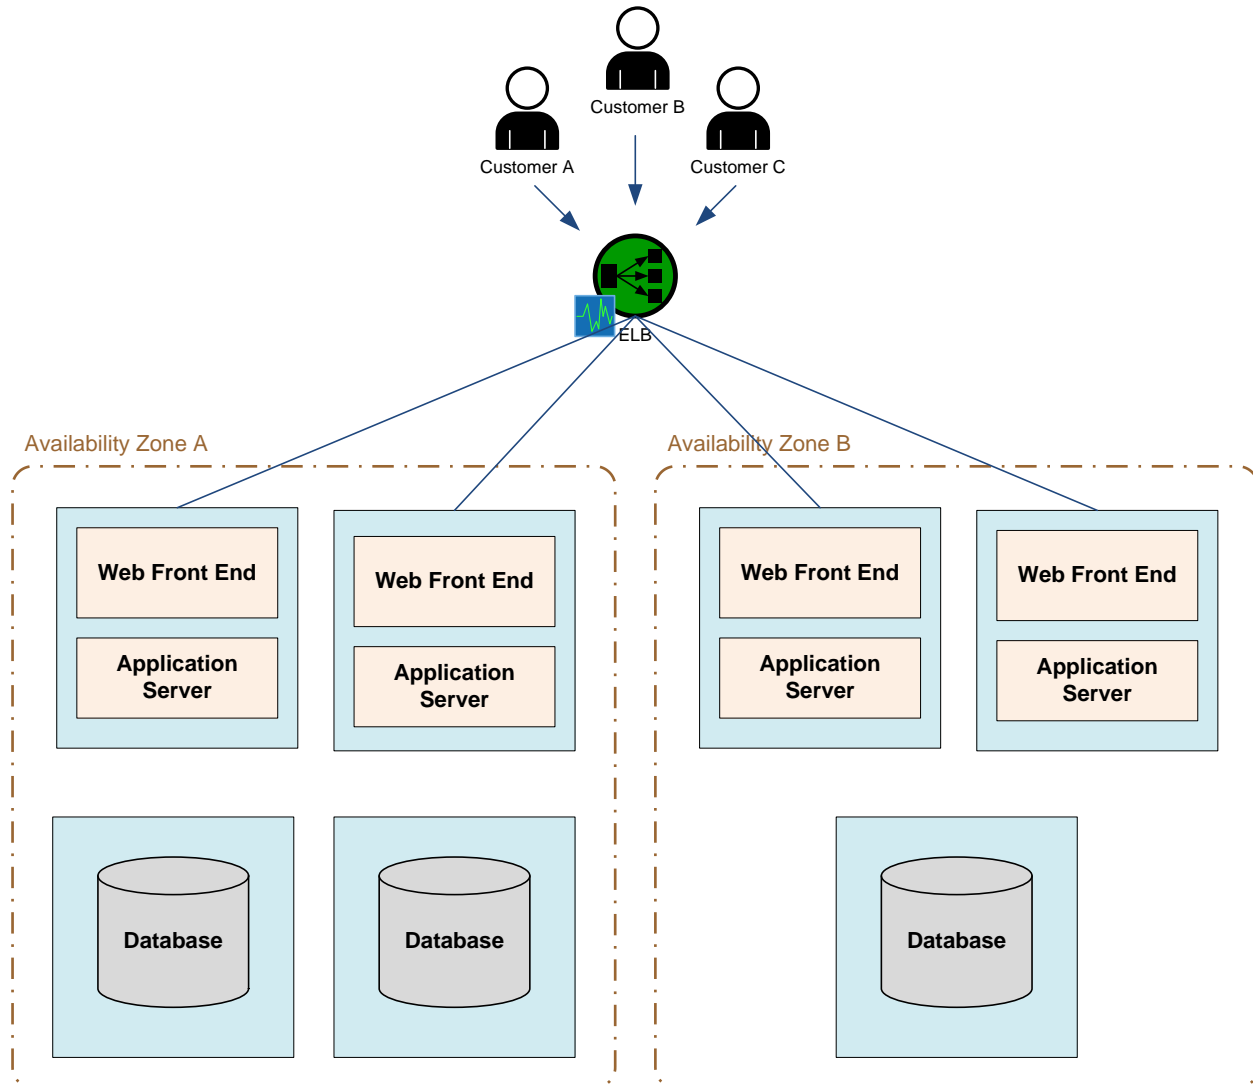 Customer B
Customer A
Customer C
ELB
Availability Zone A
Availability Zone B
Web Front End
Application
Server
Web Front End
Application
Server
Web Front End
Application
Server
Web Front End
Application
Server
Database
Database
Database